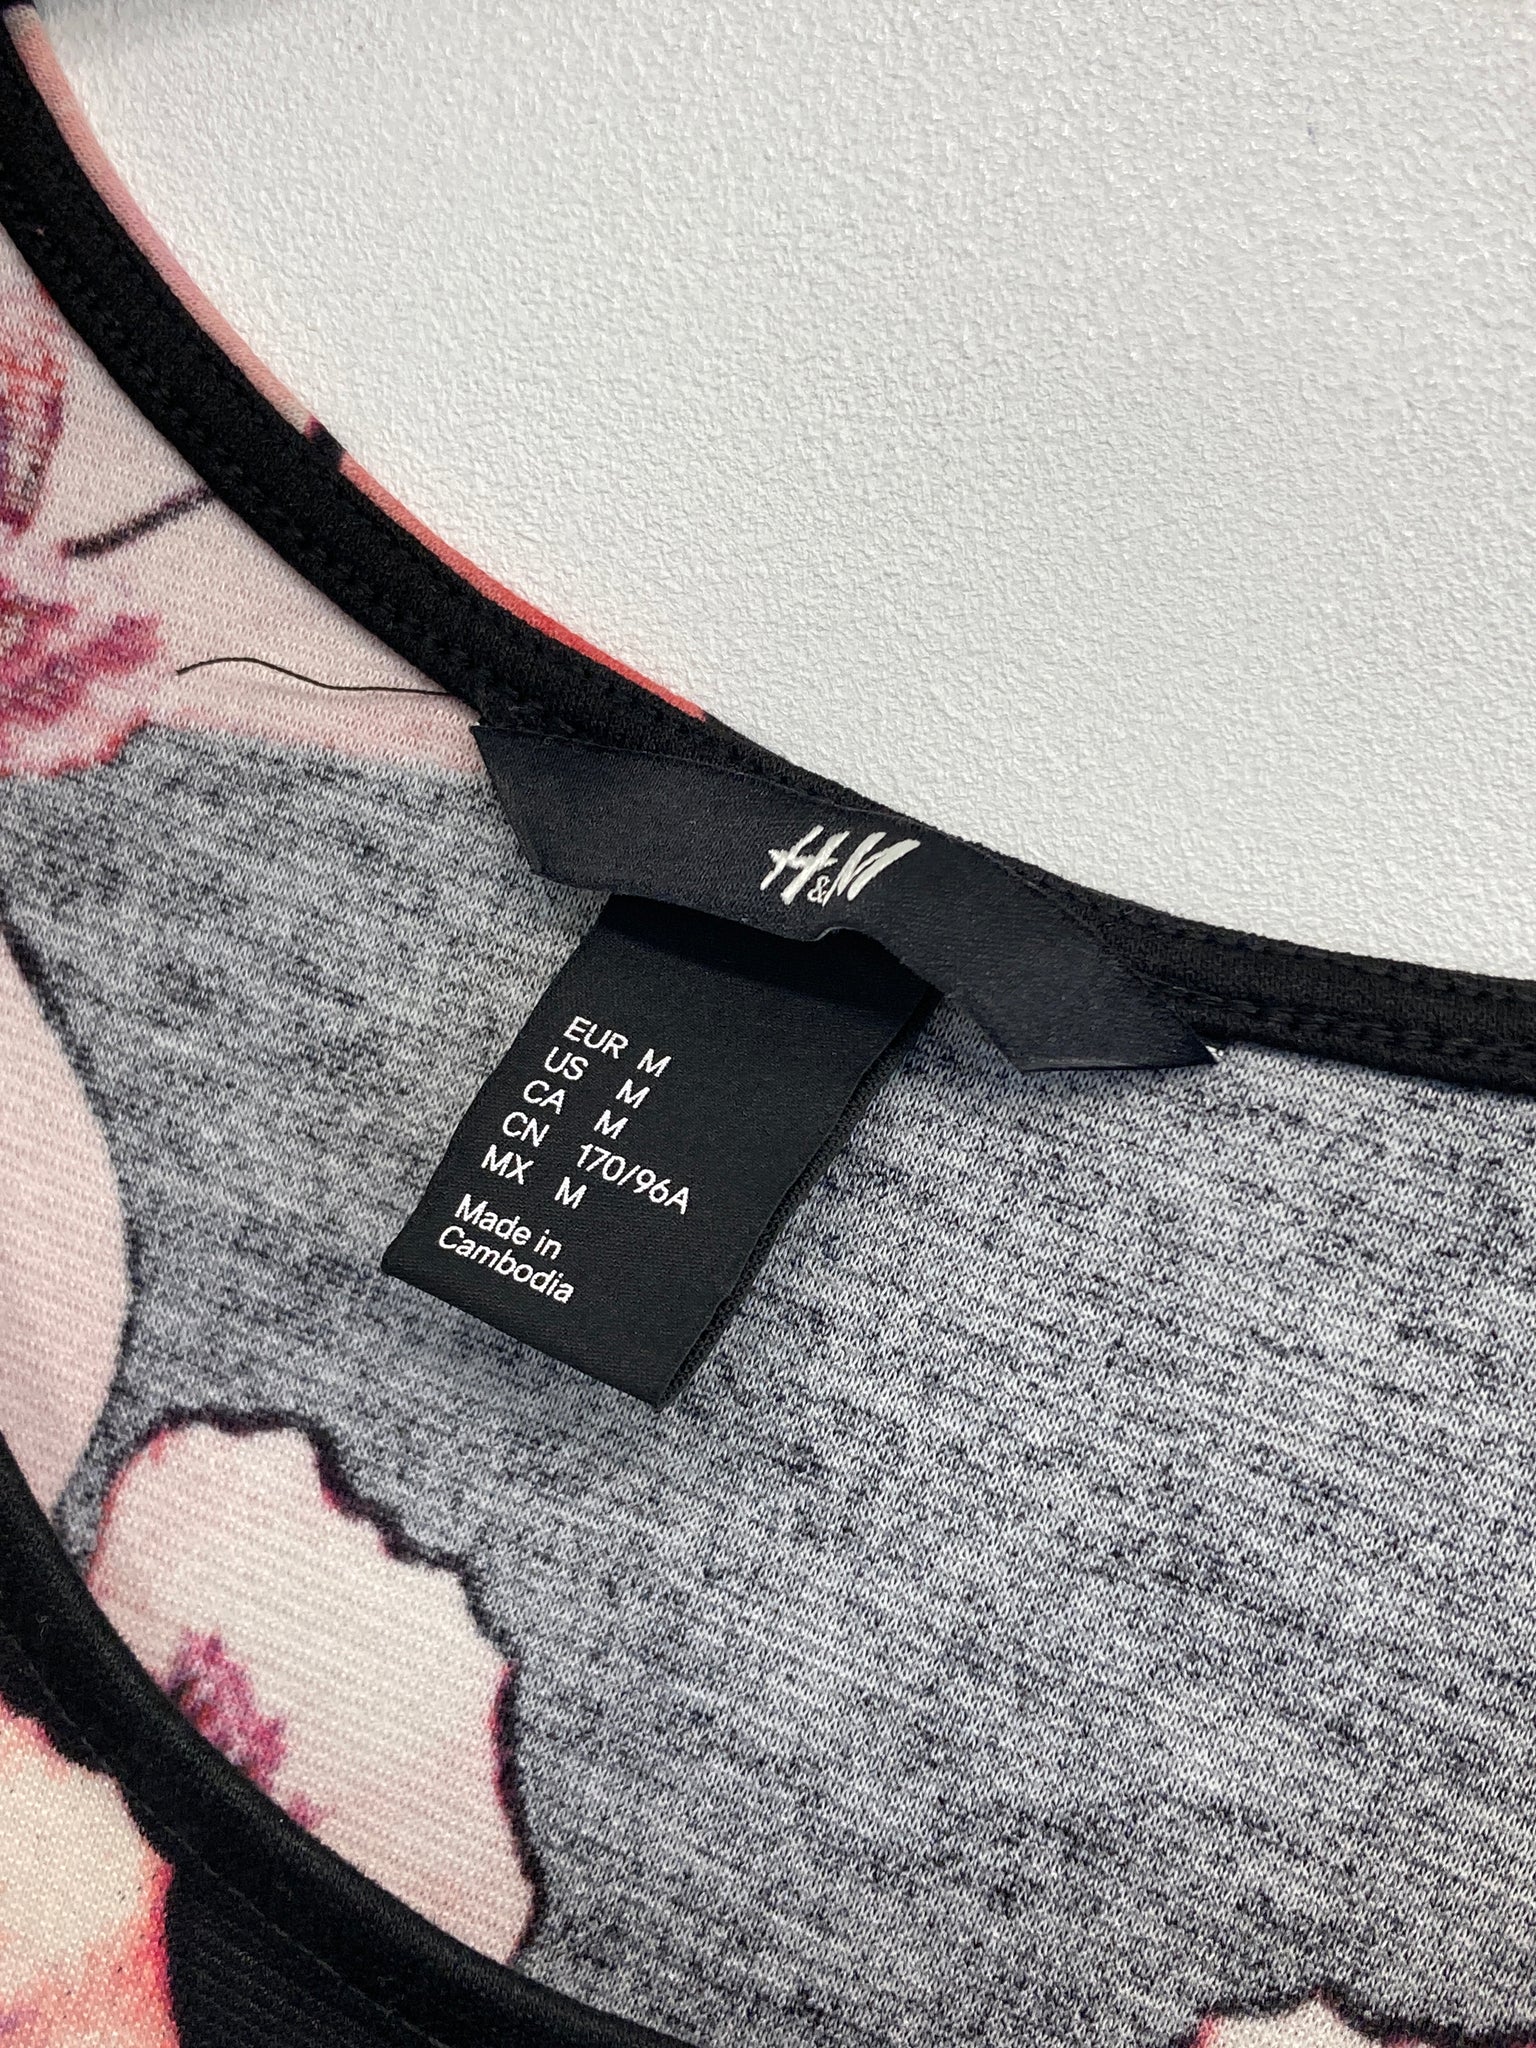 H&M
EUR M
US M
CA M
CN 170/96A
MX M
Made in
Cambodia